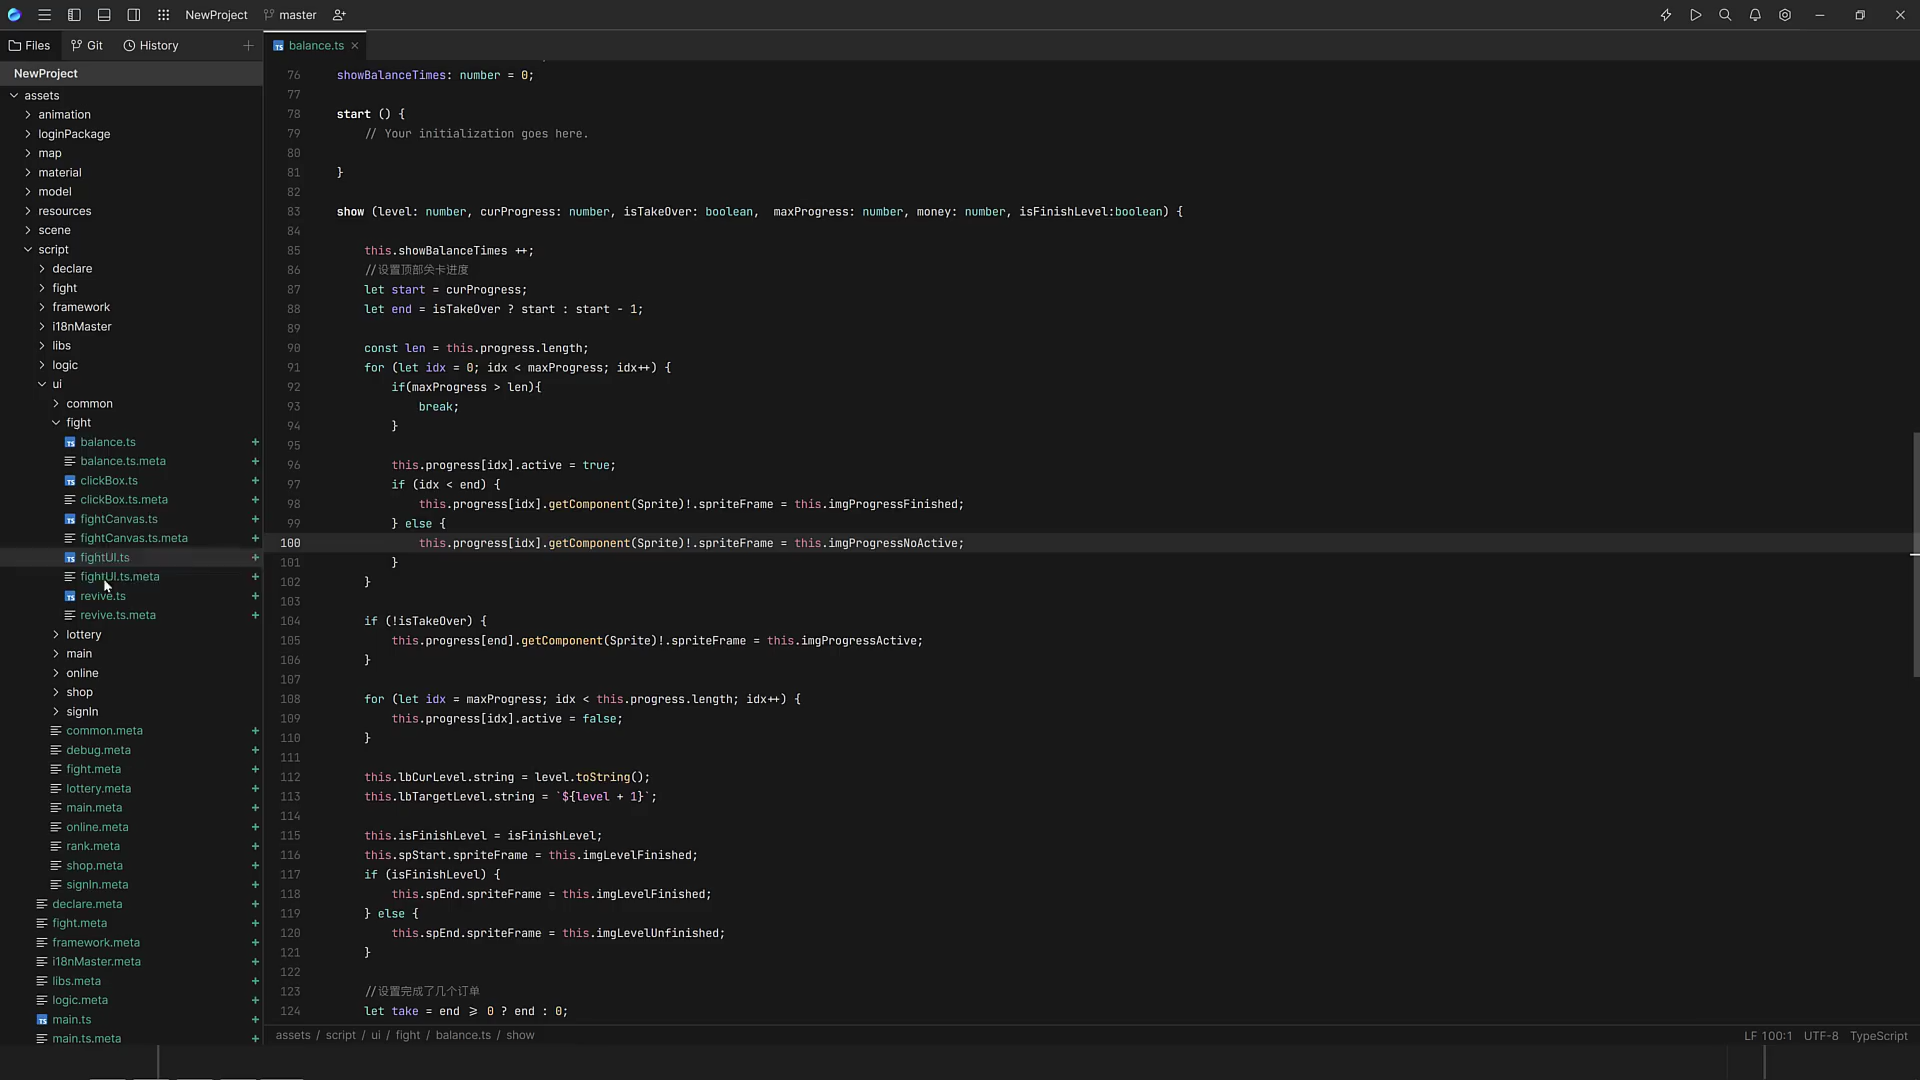 NewProject master
Files Git History
balance.ts
NewProject
assets
animation
loginPackage
map
material
model
resources
scene
script
declare
fight
framework
i18nMaster
libs
logic
ui
common
fight
balance.ts +
balance.ts.meta +
clickBox.ts +
clickBox.ts.meta +
fightCanvas.ts +
fightCanvas.ts.meta +
fightUI.ts +
fightUI.ts.meta +
revive.ts +
revive.ts.meta +
lottery
main
online
shop
signIn
common.meta +
debug.meta +
fight.meta +
lottery.meta +
main.meta +
online.meta +
rank.meta +
shop.meta +
signIn.meta +
declare.meta +
fight.meta +
framework.meta +
i18nMaster.meta +
libs.meta +
logic.meta +
main.ts +
main.ts.meta +
76 showBalanceTimes: number = 0;
77
78 start () {
79 // Your initialization goes here.
80
81 }
82
83 show (level: number, curProgress: number, isTakeOver: boolean, maxProgress: number, money: number, isFinishLevel:boolean) {
84
85 this.showBalanceTimes ++;
86 //设置顶部关卡进度
87 let start = curProgress;
88 let end = isTakeOver ? start : start - 1;
89
90 const len = this.progress.length;
91 for (let idx = 0; idx < maxProgress; idx++) {
92 if(maxProgress > len){
93 break;
94 }
95
96 this.progress[idx].active = true;
97 if (idx < end) {
98 this.progress[idx].getComponent(Sprite)!.spriteFrame = this.imgProgressFinished;
99 } else {
100 this.progress[idx].getComponent(Sprite)!.spriteFrame = this.imgProgressNoActive;
101 }
102 }
103
104 if (!isTakeOver) {
105 this.progress[end].getComponent(Sprite)!.spriteFrame = this.imgProgressActive;
106 }
107
108 for (let idx = maxProgress; idx < this.progress.length; idx++) {
109 this.progress[idx].active = false;
110 }
111
112 this.lbCurLevel.string = level.toString();
113 this.lbTargetLevel.string = `${level + 1}`;
114
115 this.isFinishLevel = isFinishLevel;
116 this.spStart.spriteFrame = this.imgLevelFinished;
117 if (isFinishLevel) {
118 this.spEnd.spriteFrame = this.imgLevelFinished;
119 } else {
120 this.spEnd.spriteFrame = this.imgLevelUnfinished;
121 }
122
123 //设置完成了几个订单
124 let take = end >= 0 ? end : 0;
assets / script / ui / fight / balance.ts / show
LF 100:1 UTF-8 TypeScript